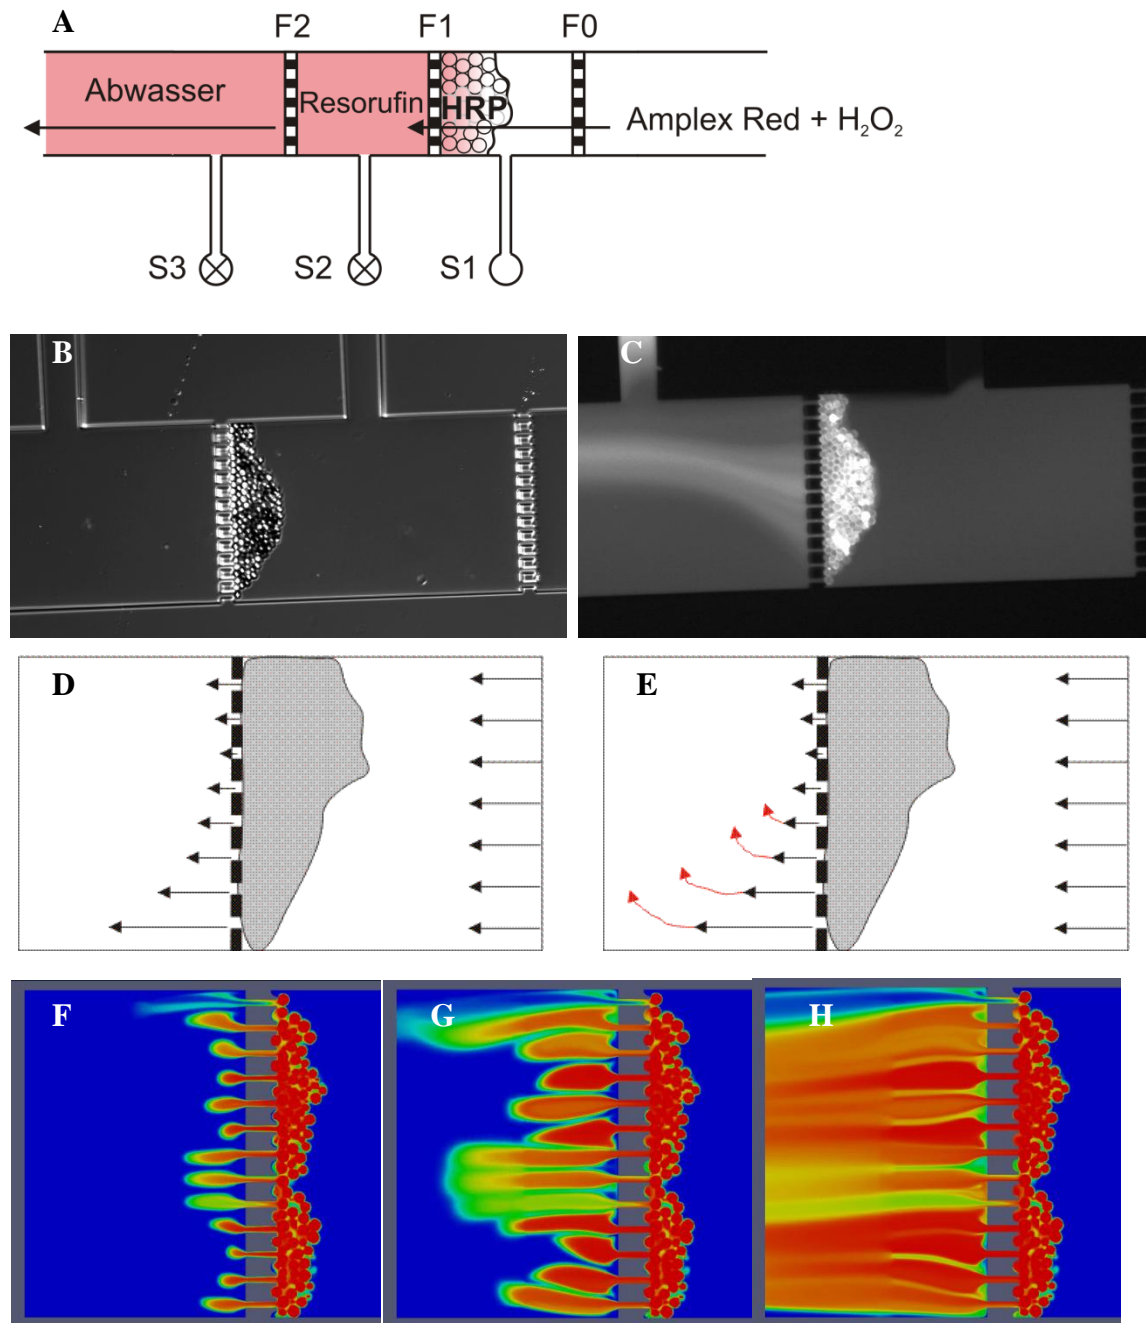 A
F2 F1 F0
Abwasser Resorufin HRP Amplex Red + H₂O₂
S3 S2 S1
B C
D E
F G H